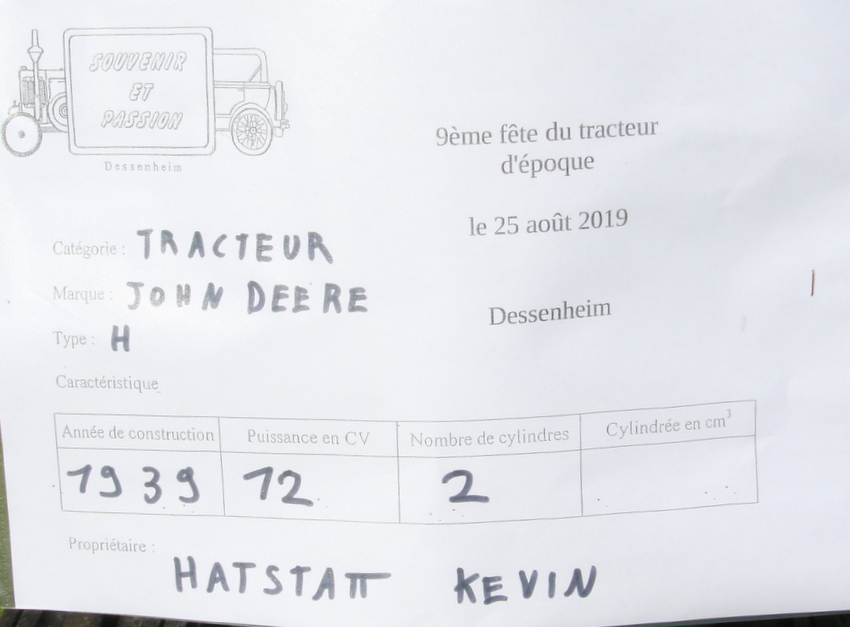 SOUVENIR
ET
PASSION
Dessenheim
9ème fête du tracteur
d'époque
le 25 août 2019
Dessenheim
Catégorie : TRACTEUR
Marque : JOHN DEERE
Type : H
Caractéristique
Année de construction Puissance en CV Nombre de cylindres Cylindrée en cm³
1939 12 2
Propriétaire :
HATSTATT KEVIN